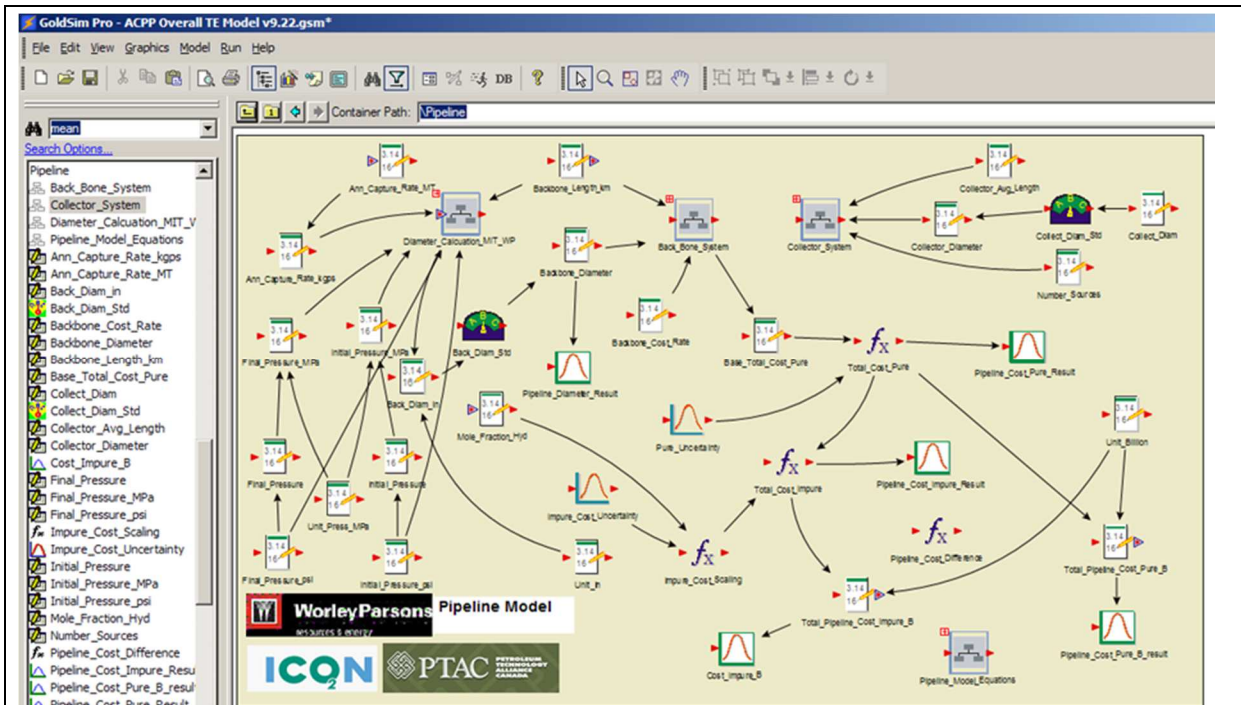 GoldSim Pro - ACPP Overall TE Model v9.22.gsm*
File Edit View Graphics Model Run Help
DB
Container Path: \Pipeline
mean
Search Options...
Pipeline
Back_Bone_System
Collector_System
Diameter_Calcuation_MIT_W
Pipeline_Model_Equations
Ann_Capture_Rate_kgps
Ann_Capture_Rate_MT
Back_Diam_in
Back_Diam_Std
Backbone_Cost_Rate
Backbone_Diameter
Backbone_Length_km
Base_Total_Cost_Pure
Collect_Diam
Collect_Diam_Std
Collector_Avg_Length
Collector_Diameter
Cost_Impure_B
Final_Pressure
Final_Pressure_MPa
Final_Pressure_psi
Impure_Cost_Scaling
Impure_Cost_Uncertainty
Initial_Pressure
Initial_Pressure_MPa
Initial_Pressure_psi
Mole_Fraction_Hyd
Number_Sources
Pipeline_Cost_Difference
Pipeline_Cost_Impure_Resu
Pipeline_Cost_Pure_B_resul
Pipeline_Cost_Pure_Result
Ann_Capture_Rate_MT
Backbone_Length_km
Collector_Avg_Length
Diameter_Calcuation_MIT_WP
Back_Bone_System
Collector_System
Collector_Diameter
Collect_Diam_Std
Collect_Diam
Ann_Capture_Rate_kgps
Backbone_Diameter
Number_Sources
Final_Pressure_MPa
Initial_Pressure_MPa
Back_Diam_Std
Backbone_Cost_Rate
Base_Total_Cost_Pure
Total_Cost_Pure
Pipeline_Cost_Pure_Result
Back_Diam_in
Pipeline_Diameter_Result
Mole_Fraction_Hyd
Pure_Uncertainty
Unit_Billion
Final_Pressure
Initial_Pressure
Unit_Press_MPa
Impure_Cost_Uncertainty
Total_Cost_Impure
Pipeline_Cost_Impure_Result
Final_Pressure_psi
Initial_Pressure_psi
Unit_in
Impure_Cost_Scaling
Pipeline_Cost_Difference
Total_Pipeline_Cost_Pure_B
WorleyParsons
resources & energy
Pipeline Model
Total_Pipeline_Cost_Impure_B
ICO2N
PTAC PETROLEUM TECHNOLOGY ALLIANCE CANADA
Cost_Impure_B
Pipeline_Model_Equations
Pipeline_Cost_Pure_B_result